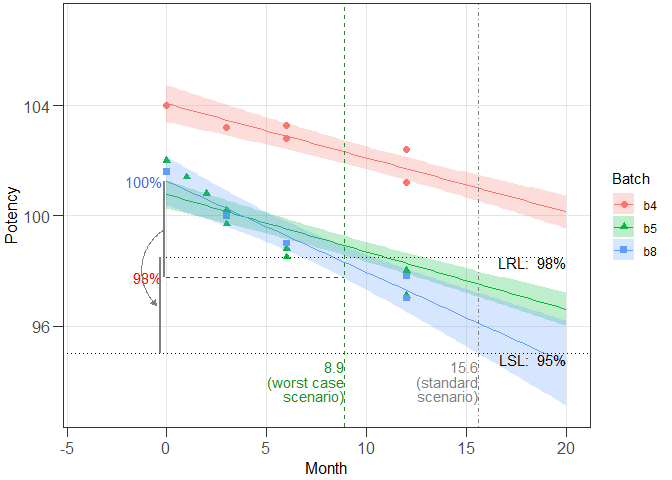 Potency
104
100
96
100%
98%
LRL: 98%
LSL: 95%
8.9
(worst case
scenario)
15.6
(standard
scenario)
-5
0
5
10
15
20
Month
Batch
b4
b5
b8